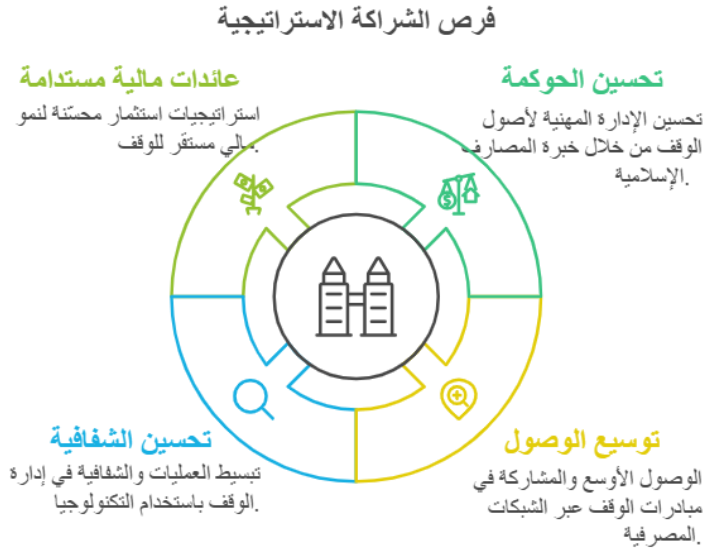 فرص الشراكة الاستراتيجية
تحسين الحوكمة
تحسين الإدارة المهنية لأصول
الوقف من خلال خبرة المصارف
الإسلامية.
عائدات مالية مستدامة
استراتيجيات استثمار محسّنة لنمو
مالي مستقر للوقف.
توسيع الوصول
الوصول الأوسع والمشاركة في
مبادرات الوقف عبر الشبكات
المصرفية.
تحسين الشفافية
تبسيط العمليات والشفافية في إدارة
الوقف باستخدام التكنولوجيا.